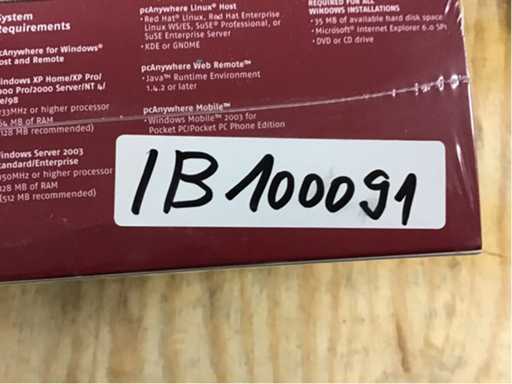 System
Requirements
pcAnywhere for Windows®
Host and Remote
Windows XP Home/XP Pro/
2000 Pro/2000 Server/NT 4/
Me/98
233MHz or higher processor
64 MB of RAM
(128 MB recommended)
Windows Server 2003
Standard/Enterprise
550MHz or higher processor
128 MB of RAM
(512 MB recommended)
pcAnywhere Linux® Host
• Red Hat® Linux, Red Hat Enterprise
Linux WS/ES, SuSE® Professional, or
SuSE Enterprise Server
• KDE or GNOME
pcAnywhere Web Remote™
• Java™ Runtime Environment
1.4.2 or later
pcAnywhere Mobile™
• Windows Mobile™ 2003 for
Pocket PC/Pocket PC Phone Edition
REQUIRED FOR ALL
WINDOWS INSTALLATIONS
• 35 MB of available hard disk space
• Microsoft® Internet Explorer 6.0 SP1
• DVD or CD drive
IB100091